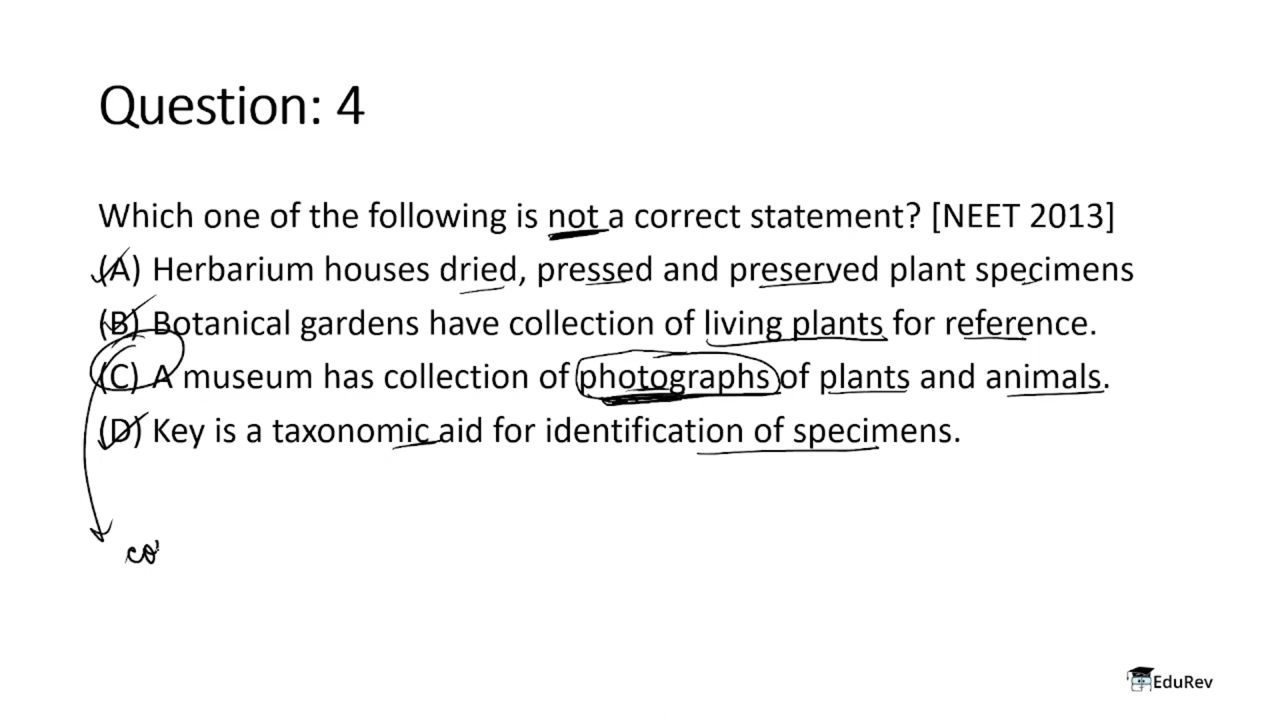 Question: 4
Which one of the following is not a correct statement? [NEET 2013]
(A) Herbarium houses dried, pressed and preserved plant specimens
(B) Botanical gardens have collection of living plants for reference.
(C) A museum has collection of photographs of plants and animals.
(D) Key is a taxonomic aid for identification of specimens.
co
EduRev